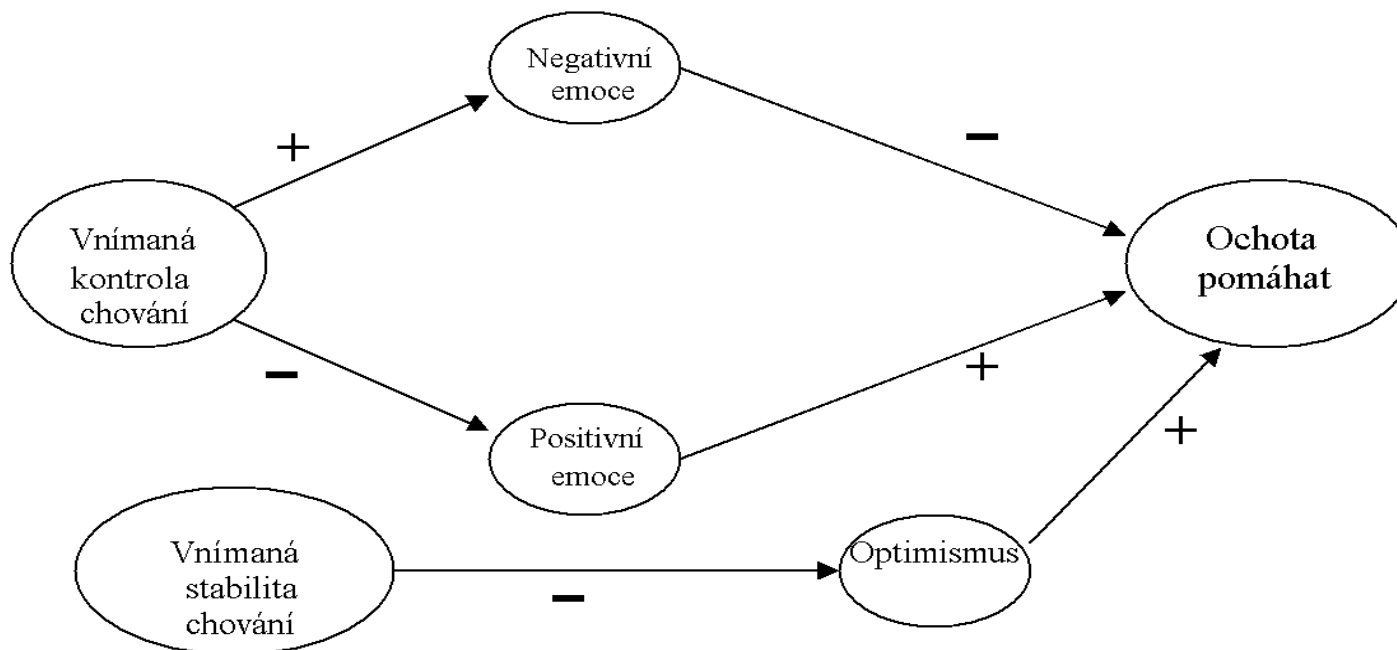 Negativní
emoce
+
−
Vnímaná
kontrola
chování
Ochota
pomáhat
−
+
Positivní
emoce
+
Vnímaná
stabilita
chování
Optimismus
−